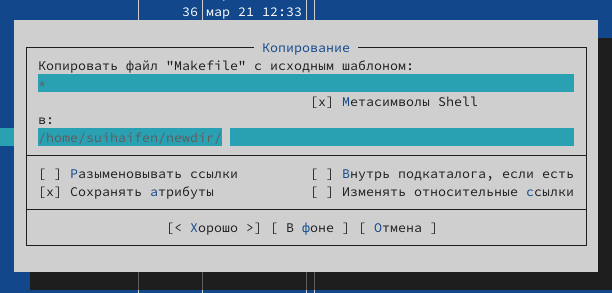 36 мар 21 12:33
Копирование
Копировать файл "Makefile" с исходным шаблоном:
*
[x] Метасимволы Shell
в:
/home/suihaifen/newdir/
[ ] Разыменовывать ссылки [ ] Внутрь подкаталога, если есть
[x] Сохранять атрибуты [ ] Изменять относительные ссылки
[< Хорошо >] [ В фоне ] [ Отмена ]